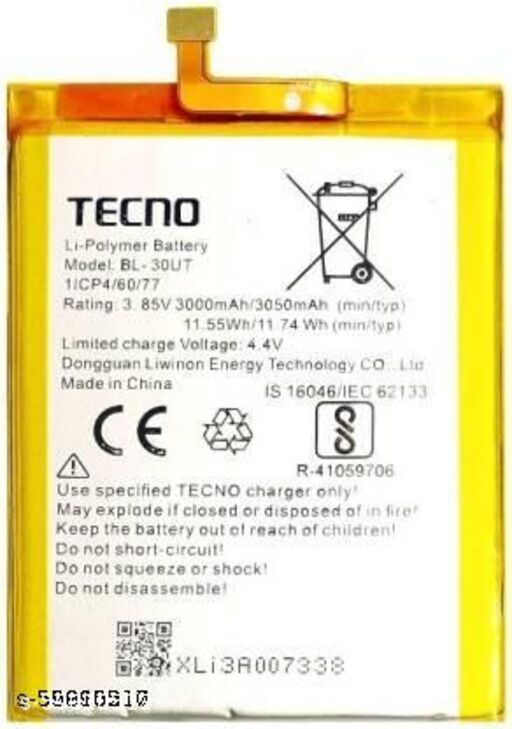 TECNO
Li-Polymer Battery
Model: BL-30UT
1ICP4/60/77
Rating: 3. 85V 3000mAh/3050mAh (min/typ)
11.55Wh/11.74 Wh (min/typ)
Limited charge Voltage: 4.4V
Dongguan Liwinon Energy Technology CO., Ltd
Made in China
IS 16046/IEC 62133
CE
R-41059706
Use specified TECNO charger only!
May explode if closed or disposed of in fire!
Keep the battery out of reach of children!
Do not short-circuit!
Do not squeeze or shock!
Do not disassemble!
XLi3A007338